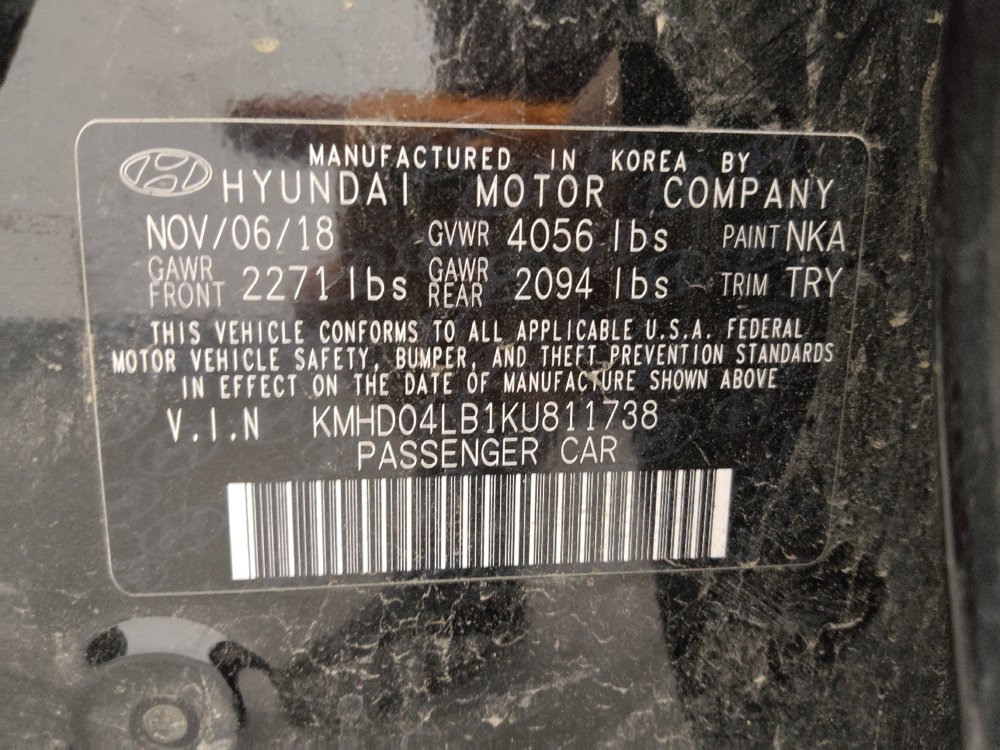 MANUFACTURED IN KOREA BY
HYUNDAI MOTOR COMPANY
NOV/06/18 GVWR 4056 lbs PAINT NKA
GAWR FRONT 2271 lbs GAWR REAR 2094 lbs TRIM TRY
THIS VEHICLE CONFORMS TO ALL APPLICABLE U.S.A. FEDERAL
MOTOR VEHICLE SAFETY, BUMPER, AND THEFT PREVENTION STANDARDS
IN EFFECT ON THE DATE OF MANUFACTURE SHOWN ABOVE
V.I.N KMHD04LB1KU811738
PASSENGER CAR